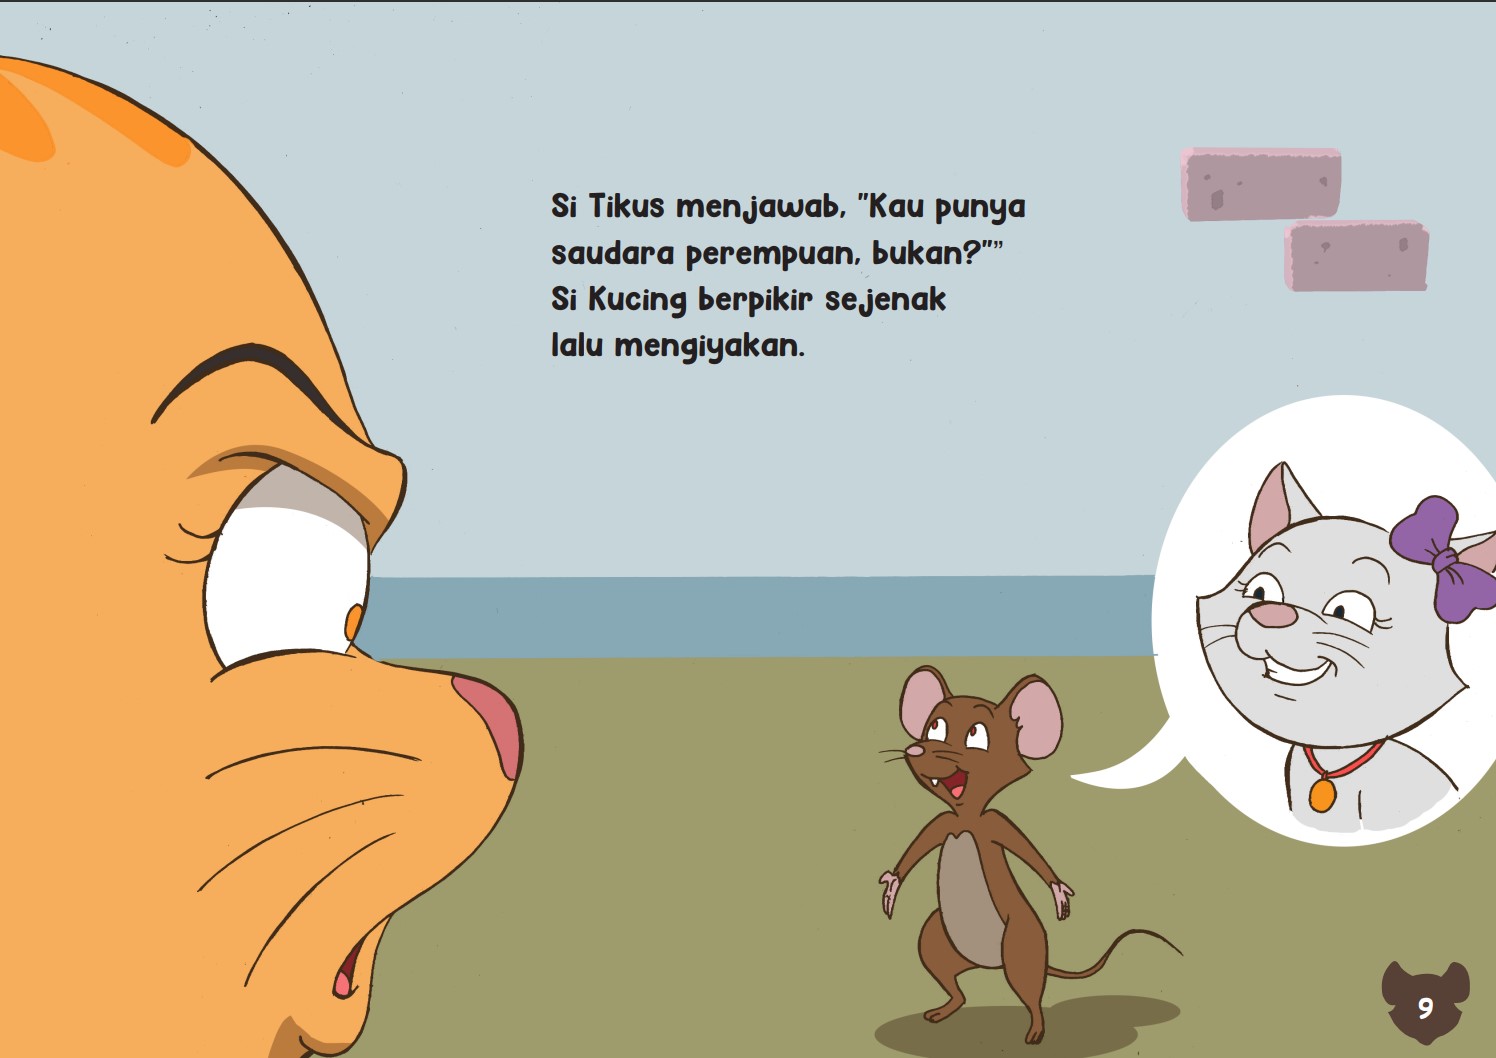 Si Tikus menjawab, "Kau punya
saudara perempuan, bukan?"”
Si Kucing berpikir sejenak
lalu mengiyakan.
9